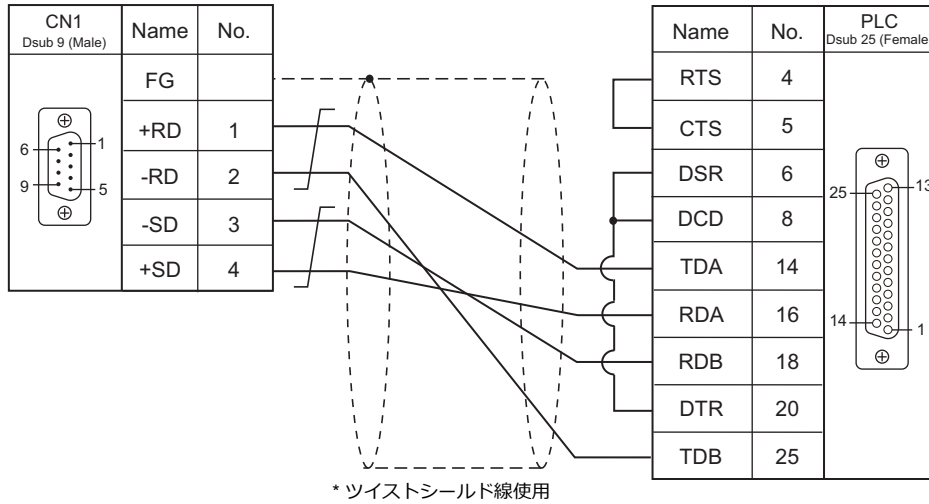 CN1
Dsub 9 (Male)
Name
No.
FG
+RD
1
-RD
2
-SD
3
+SD
4
6
1
9
5
Name
No.
PLC
Dsub 25 (Female
RTS
4
CTS
5
DSR
6
DCD
8
TDA
14
RDA
16
RDB
18
DTR
20
TDB
25
25
13
14
1
* ツイストシールド線使用